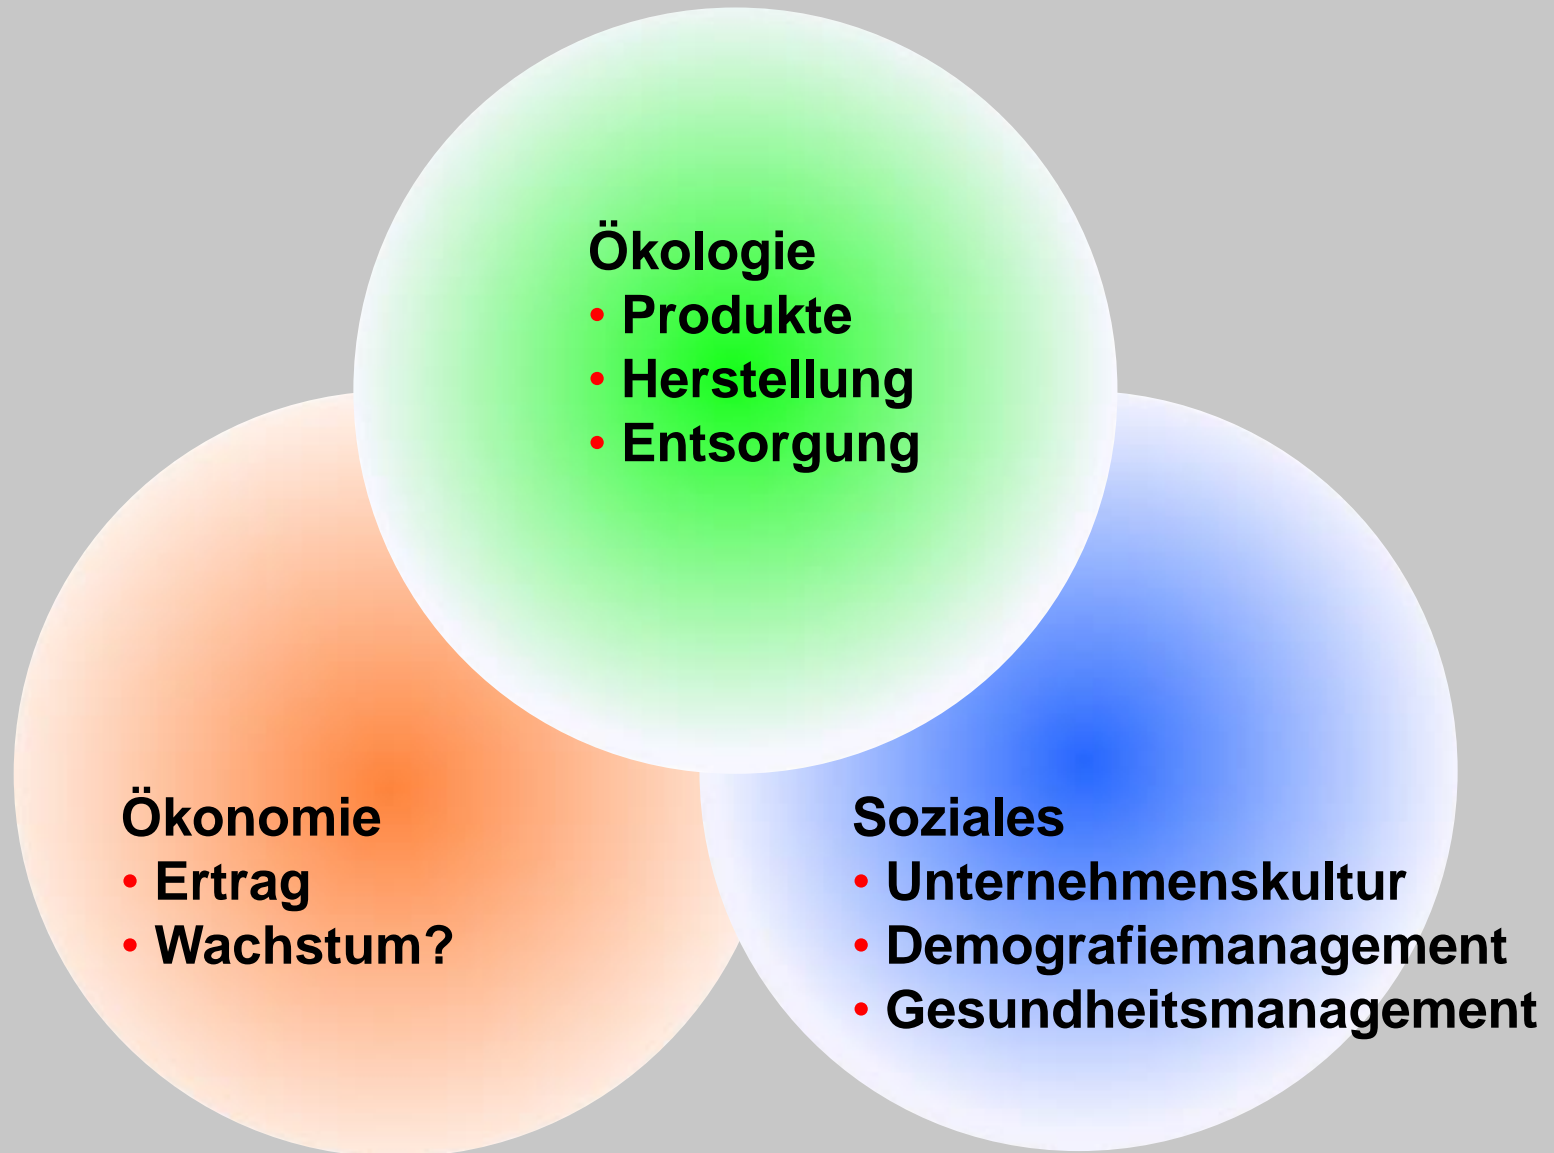 Ökologie
• Produkte
• Herstellung
• Entsorgung
Ökonomie
• Ertrag
• Wachstum?
Soziales
• Unternehmenskultur
• Demografiemanagement
• Gesundheitsmanagement